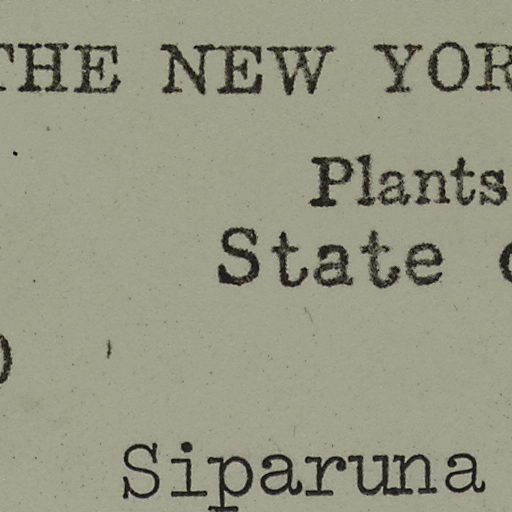 THE NEW YOR
Plants
State
Siparuna